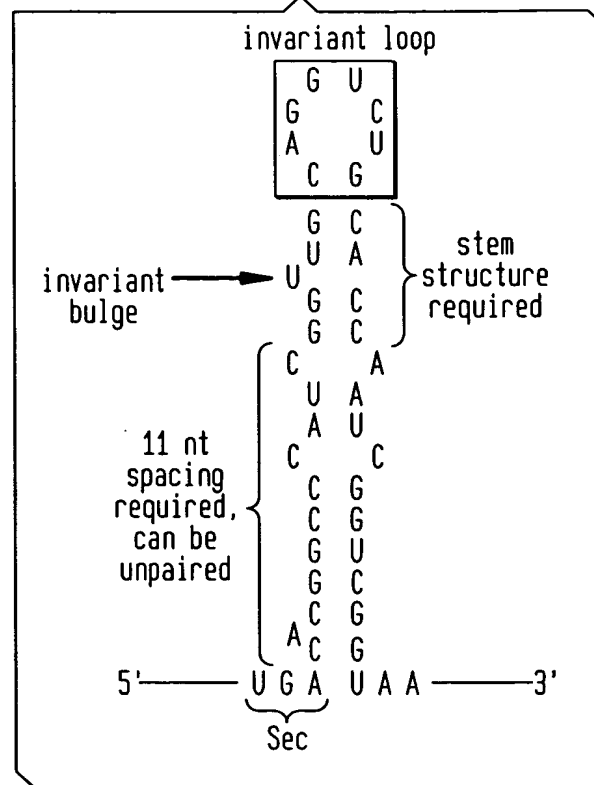 invariant loop
G U
G C
A U
C G
G C
U A
U
G C
G C
C A
U A
A U
C C
C G
C G
G U
G C
C G
A
C G
5' U G A U A A 3'
Sec
invariant
bulge
stem
structure
required
11 nt
spacing
required,
can be
unpaired